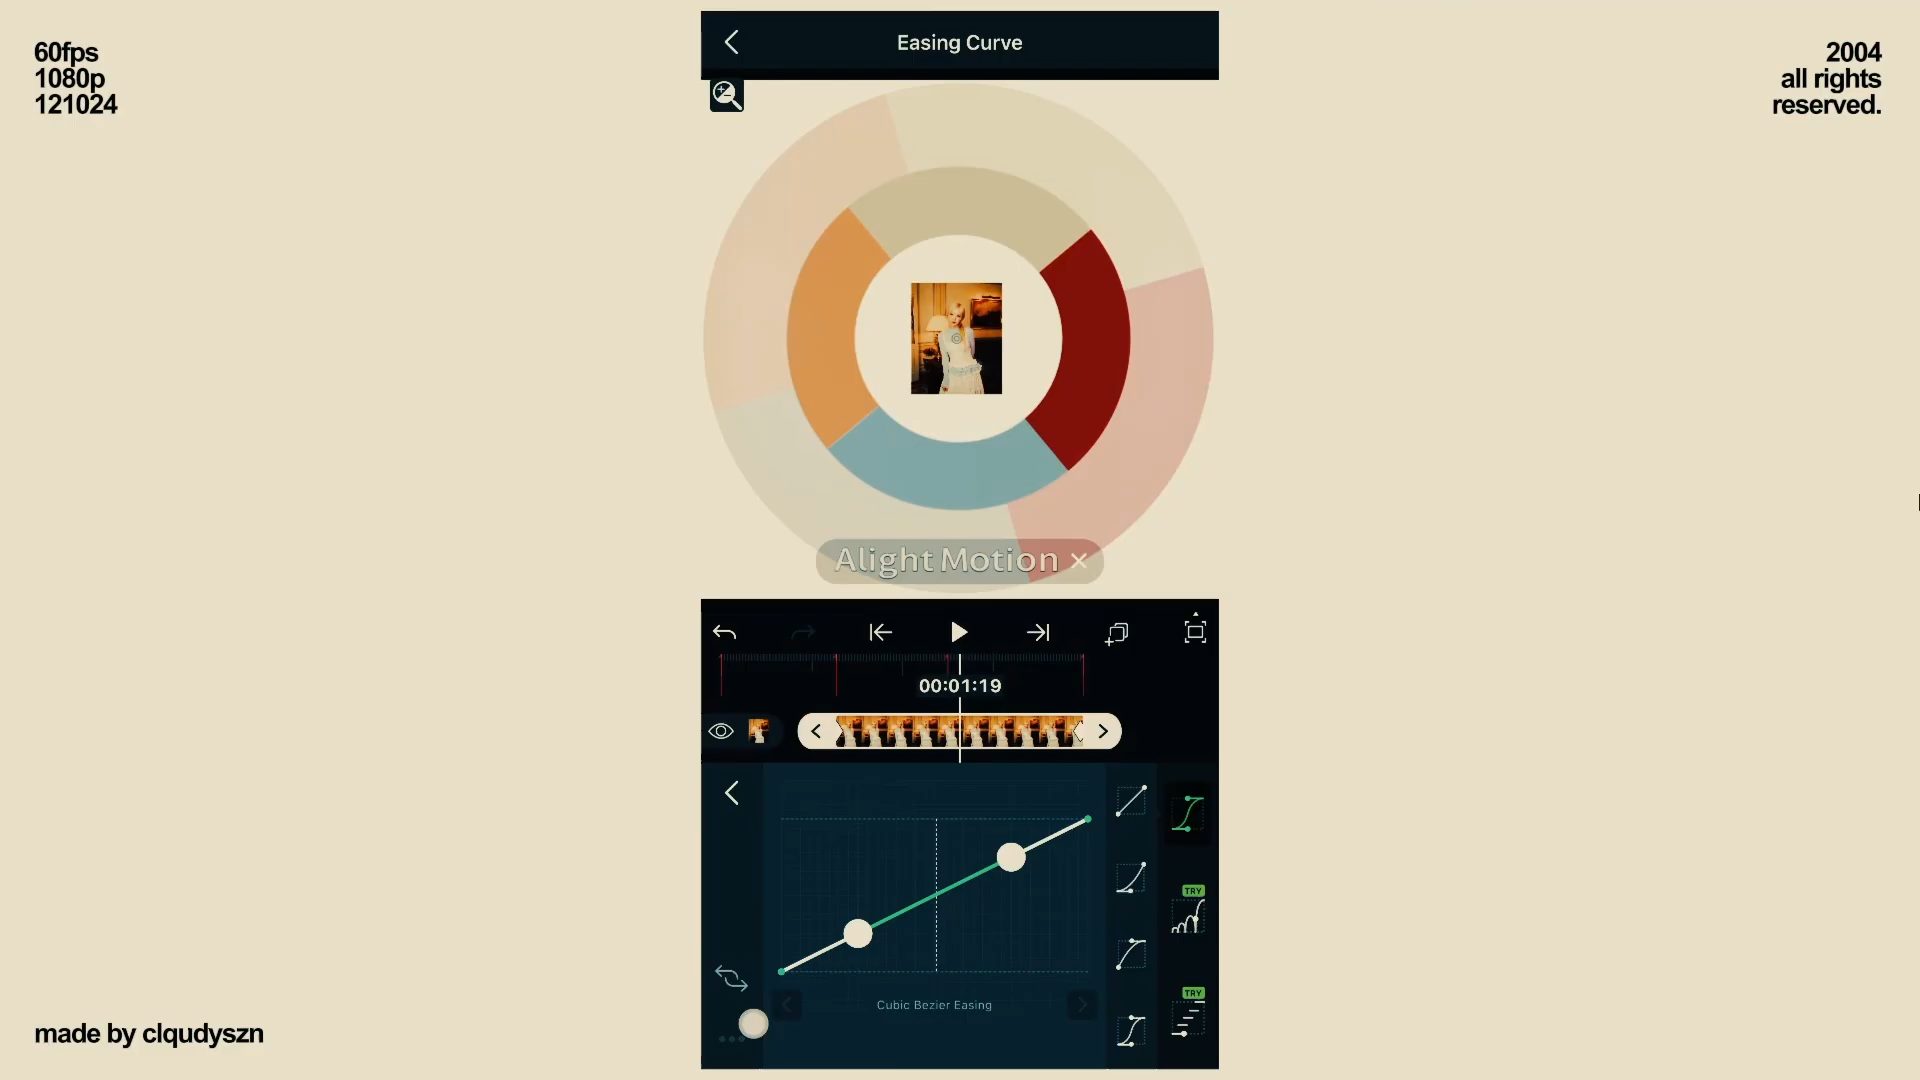 60fps
1080p
121024
Easing Curve
2004
all rights
reserved.
Alight Motion ×
00:01:19
TRY
Cubic Bezier Easing
TRY
made by clqudyszn